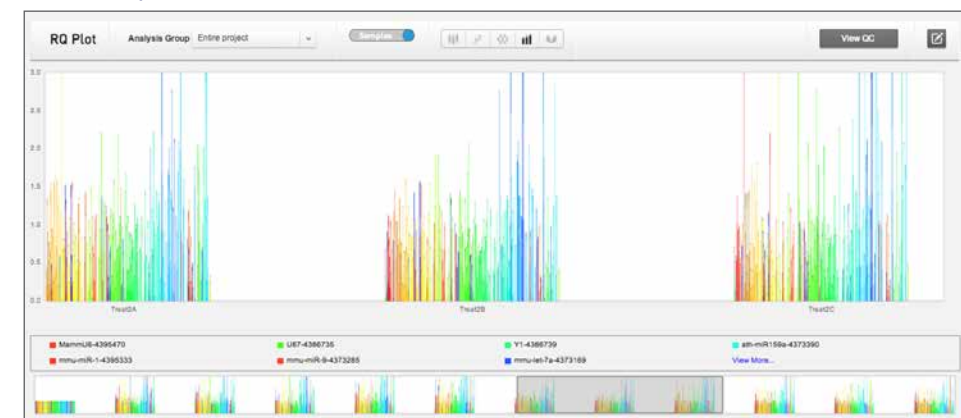 RQ Plot Analysis Group Entire project Samples View QC
3.0
2.5
2.0
1.5
1.0
0.5
0.0
Treat2A Treat2B Treat2C
MammU6-4395470 U87-4386735 Y1-4386739 ath-miR159a-4373390
mmu-miR-1-4395333 mmu-miR-9-4373285 mmu-let-7a-4373169 View More...